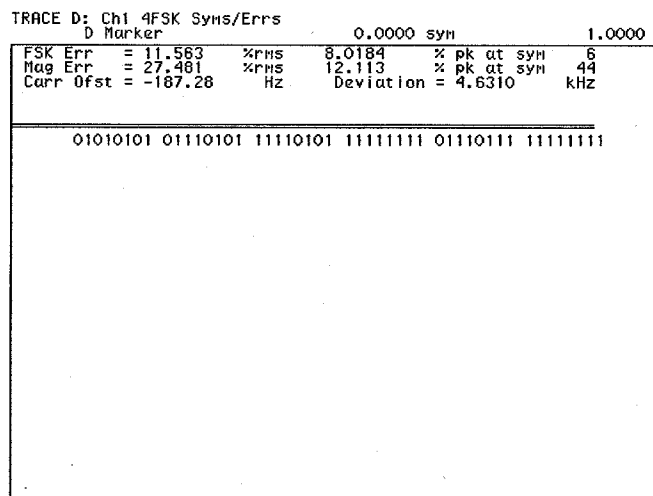 TRACE D: Ch1 4FSK Syms/Errs
D Marker 0.0000 sym 1.0000
FSK Err = 11.563 %rms 8.0184 % pk at sym 6
Mag Err = 27.481 %rms 12.113 % pk at sym 44
Carr Ofst = -187.28 Hz Deviation = 4.6310 kHz
01010101 01110101 11110101 11111111 01110111 11111111